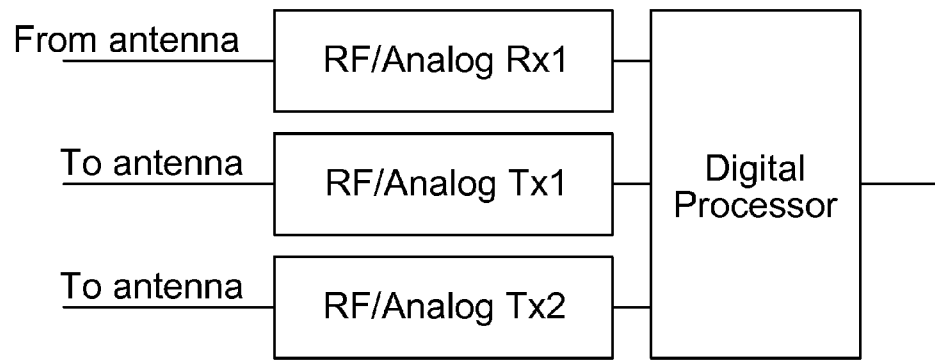 From antenna
RF/Analog Rx1
To antenna
RF/Analog Tx1
Digital
Processor
To antenna
RF/Analog Tx2